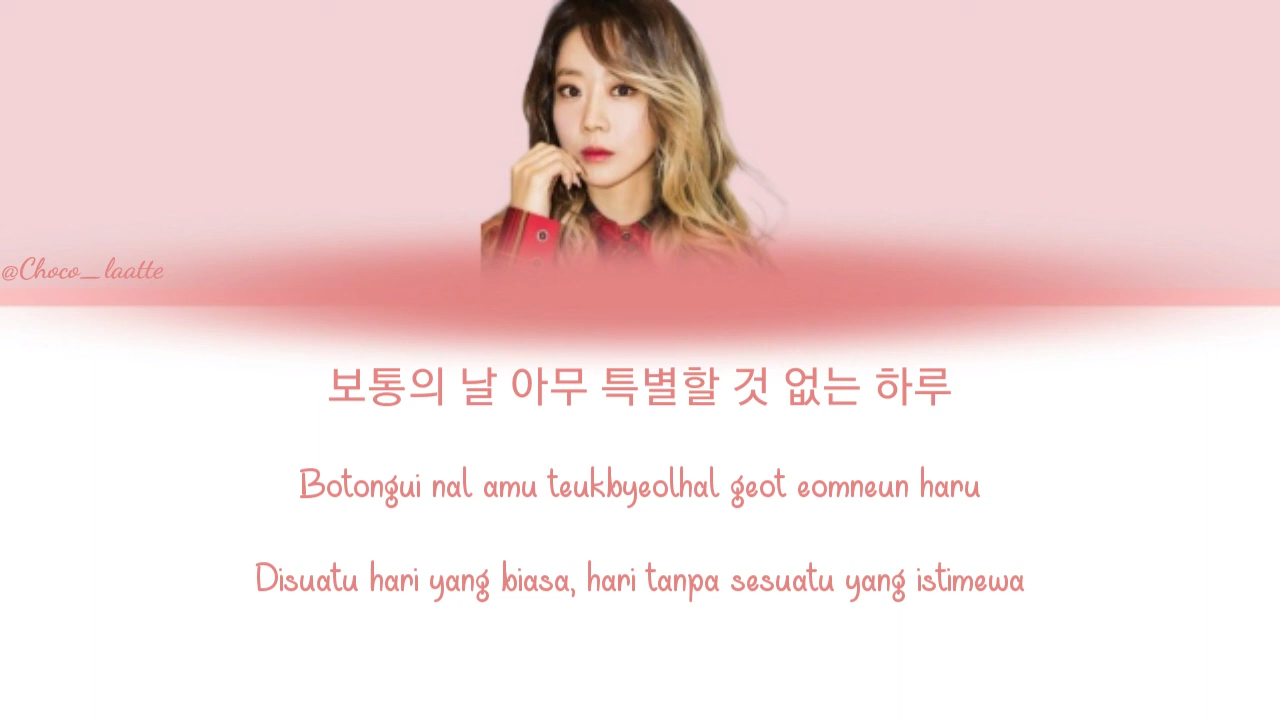 @Choco_laatte
보통의 날 아무 특별할 것 없는 하루
Botongui nal amu teukbyeolhal geot eomneun haru
Disuatu hari yang biasa, hari tanpa sesuatu yang istimewa